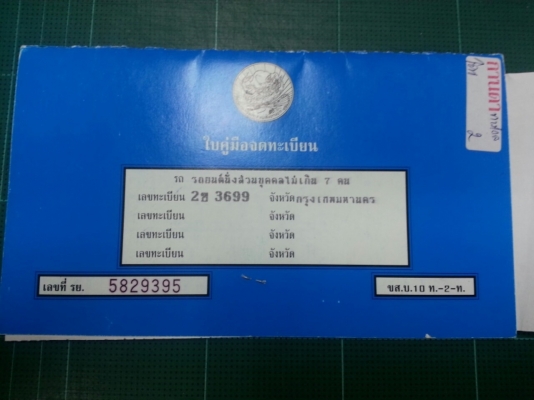 ใบคู่มือจดทะเบียน
รถ รถยนต์นั่งส่วนบุคคลไม่เกิน 7 คน
เลขทะเบียน 3699 จังหวัดกรุงเทพมหานคร
เลขทะเบียน จังหวัด
เลขทะเบียน จังหวัด
เลขทะเบียน จังหวัด
เลขที่ รย. 5829395
ขส.บ.10 ท.-2-ท.